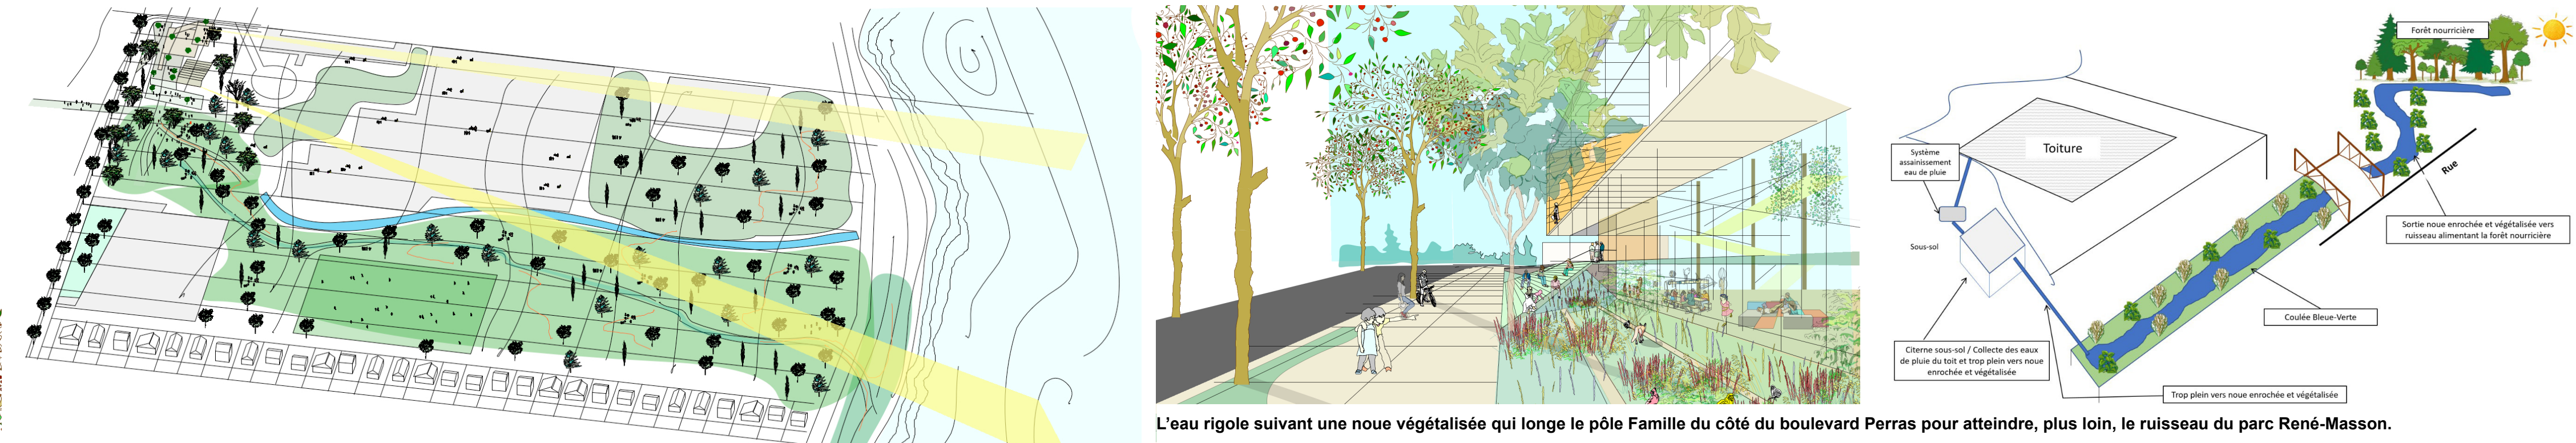 Forêt nourricière
Toiture
Système
assainissement
eau de pluie
Rue
Sous-sol
Sortie noue enrochée et végétalisée vers
ruisseau alimentant la forêt nourricière
Coulée Bleue-Verte
Citerne sous-sol / Collecte des eaux
de pluie du toit et trop plein vers noue
enrochée et végétalisée
Trop plein vers noue enrochée et végétalisée
L'eau rigole suivant une noue végétalisée qui longe le pôle Famille du côté du boulevard Perras pour atteindre, plus loin, le ruisseau du parc René-Masson.